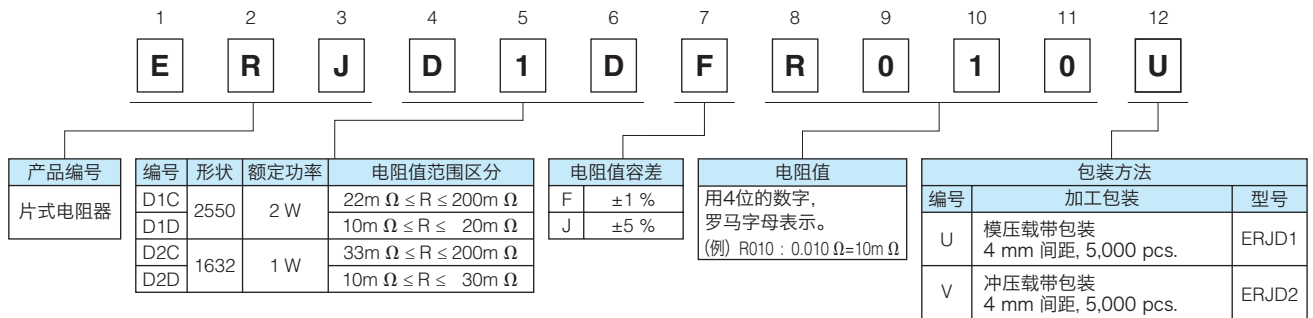 1 2 3 4 5 6 7 8 9 10 11 12
E R J D 1 D F R 0 1 0 U
产品编号
片式电阻器
编号 形状 额定功率 电阻值范围区分
D1C 2550 2 W 22m Ω ≤ R ≤ 200m Ω
D1D 10m Ω ≤ R ≤ 20m Ω
D2C 1632 1 W 33m Ω ≤ R ≤ 200m Ω
D2D 10m Ω ≤ R ≤ 30m Ω
电阻值容差
F ±1 %
J ±5 %
电阻值
用4位的数字,
罗马字母表示。
(例) R010 : 0.010 Ω=10m Ω
包装方法
编号 加工包装 型号
U 模压载带包装 ERJD1
4 mm 间距, 5,000 pcs.
V 冲压载带包装 ERJD2
4 mm 间距, 5,000 pcs.